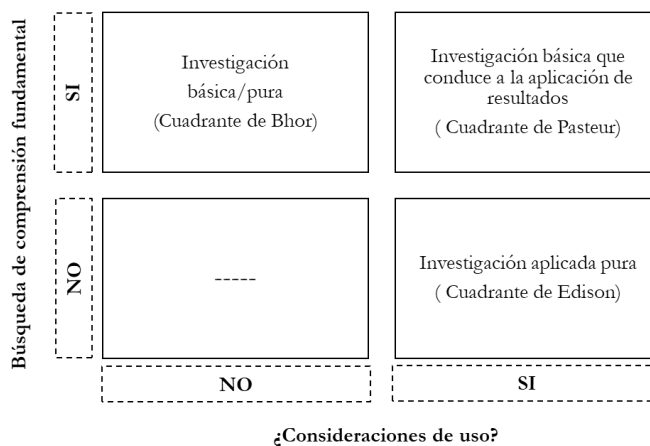 Búsqueda de comprensión fundamental
SI
Investigación
básica/pura
(Cuadrante de Bhor)
Investigación básica que
conduce a la aplicación de
resultados
( Cuadrante de Pasteur)
NO
-----
Investigación aplicada pura
( Cuadrante de Edison)
NO
SI
¿Consideraciones de uso?